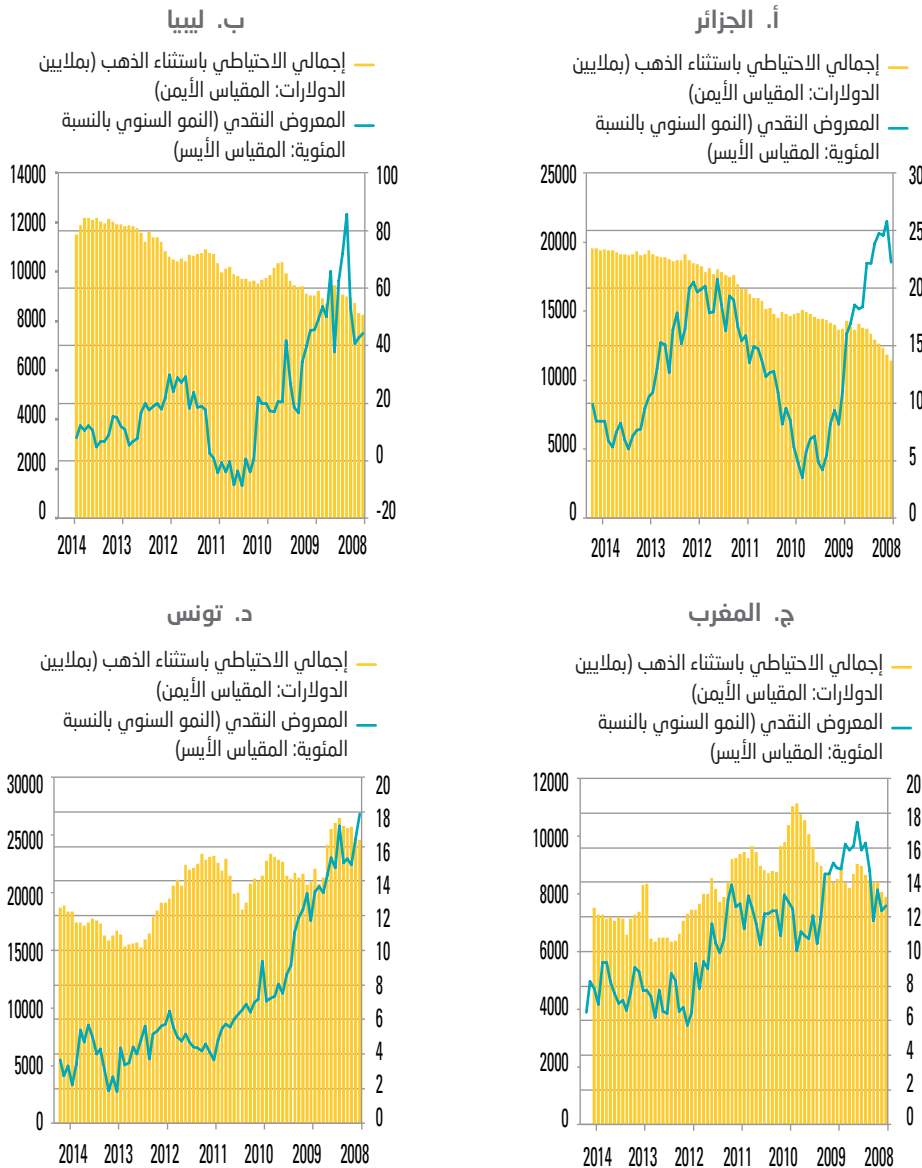 أ. الجزائر
إجمالي الاحتياطي باستثناء الذهب (بملايين
الدولارات: المقياس الأيمن)
المعروض النقدي (النمو السنوي بالنسبة
المئوية: المقياس الأيسر)
25000 30
20000 25
15000 20
10000 15
5000 10
0 5
0
2014 2013 2012 2011 2010 2009 2008
ب. ليبيا
إجمالي الاحتياطي باستثناء الذهب (بملايين
الدولارات: المقياس الأيمن)
المعروض النقدي (النمو السنوي بالنسبة
المئوية: المقياس الأيسر)
14000 100
12000 80
10000 60
8000 40
6000 20
4000 0
2000 -20
0
2014 2013 2012 2011 2010 2009 2008
ج. المغرب
إجمالي الاحتياطي باستثناء الذهب (بملايين
الدولارات: المقياس الأيمن)
المعروض النقدي (النمو السنوي بالنسبة
المئوية: المقياس الأيسر)
12000 20
10000 18
8000 16
6000 14
4000 12
2000 10
0 8
6
4
2
0
2014 2013 2012 2011 2010 2009 2008
د. تونس
إجمالي الاحتياطي باستثناء الذهب (بملايين
الدولارات: المقياس الأيمن)
المعروض النقدي (النمو السنوي بالنسبة
المئوية: المقياس الأيسر)
30000 20
25000 18
20000 16
15000 14
10000 12
5000 10
0 8
6
4
2
0
2014 2013 2012 2011 2010 2009 2008